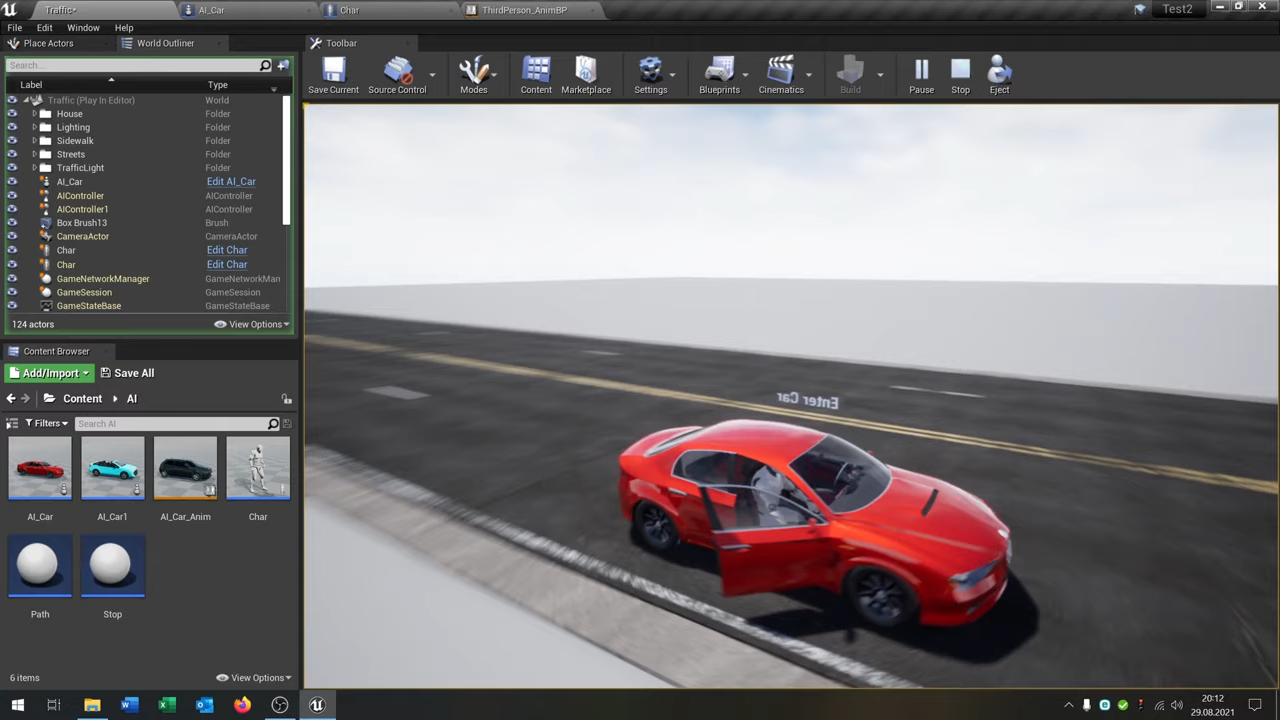 Traffic*
AI_Car
Char
ThirdPerson_AnimBP
Test2
File Edit Window Help
Place Actors
World Outliner
Toolbar
Search...
Label
Type
Save Current
Source Control
Modes
Content
Marketplace
Settings
Blueprints
Cinematics
Build
Pause
Stop
Eject
Traffic (Play In Editor) World
House Folder
Lighting Folder
Sidewalk Folder
Streets Folder
TrafficLight Folder
AI_Car Edit AI_Car
AIController AIController
AIController1 AIController
Box Brush13 Brush
CameraActor CameraActor
Char Edit Char
Char Edit Char
GameNetworkManager GameNetworkMan
GameSession GameSession
GameStateBase GameStateBase
124 actors
View Options
Content Browser
Add/Import
Save All
Content AI
Filters
Search AI
AI_Car
AI_Car1
AI_Car_Anim
Char
Path
Stop
6 items
View Options
Enter Car
20:12
29.08.2021